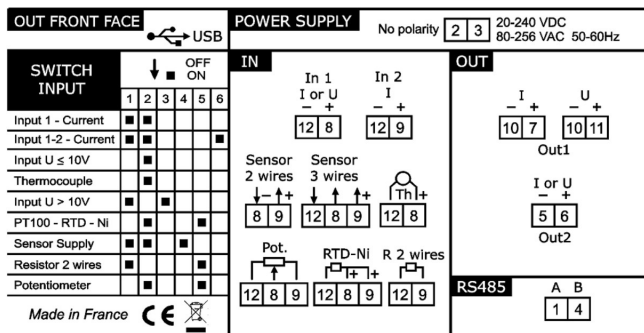 OUT FRONT FACE
USB
SWITCH INPUT
OFF
ON
1 2 3 4 5 6
Input 1 - Current
Input 1-2 - Current
Input U ≤ 10V
Thermocouple
Input U > 10V
PT100 - RTD - Ni
Sensor Supply
Resistor 2 wires
Potentiometer
Made in France CE
POWER SUPPLY
No polarity 2 3 20-240 VDC
80-256 VAC 50-60Hz
IN
In 1 In 2
I or U I
− + − +
12 8 12 9
Sensor Sensor
2 wires 3 wires
− + + Th +
8 9 12 8 9 12 8
Pot. RTD-Ni R 2 wires
+ +
12 8 9 12 8 9 12 9
OUT
I U
− + − +
10 7 10 11
Out1
I or U
− +
5 6
Out2
RS485
A B
1 4